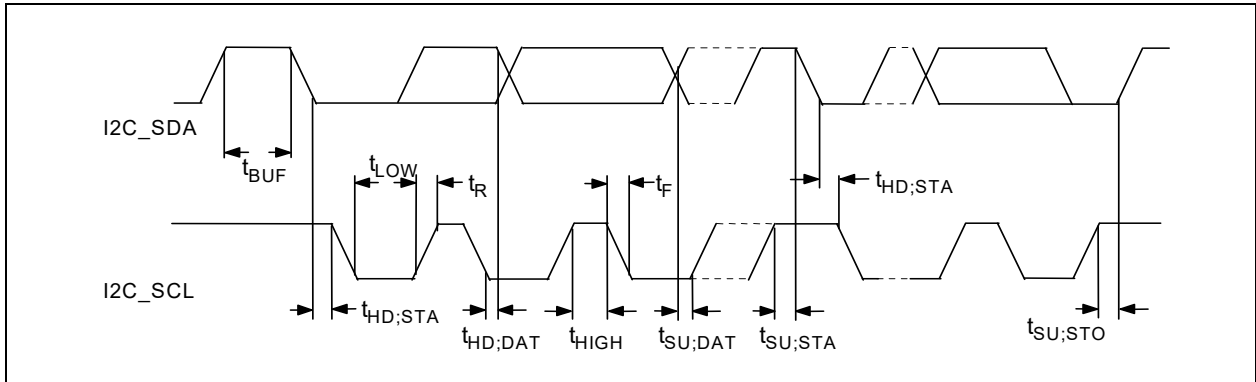 I2C_SDA
tBUF
tLOW
tR
tF
tHD;STA
I2C_SCL
tHD;STA
tHD;DAT
tHIGH
tSU;DAT
tSU;STA
tSU;STO